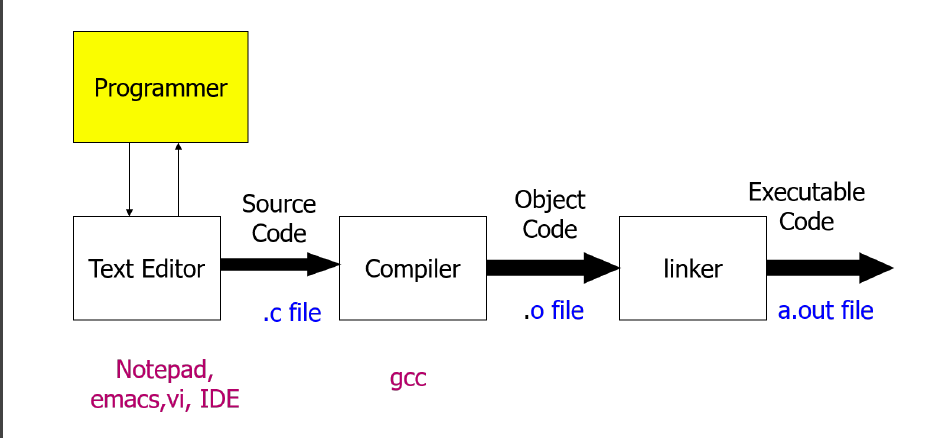 Programmer
Source
Code
Object
Code
Executable
Code
Text Editor
Compiler
linker
.c file
.o file
a.out file
Notepad,
emacs,vi, IDE
gcc